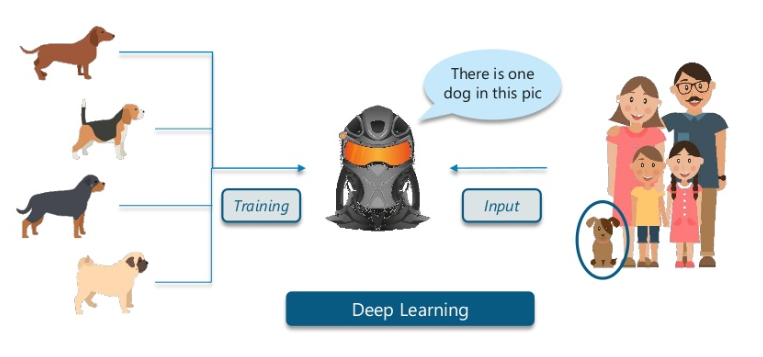 There is one
dog in this pic
Training
Input
Deep Learning